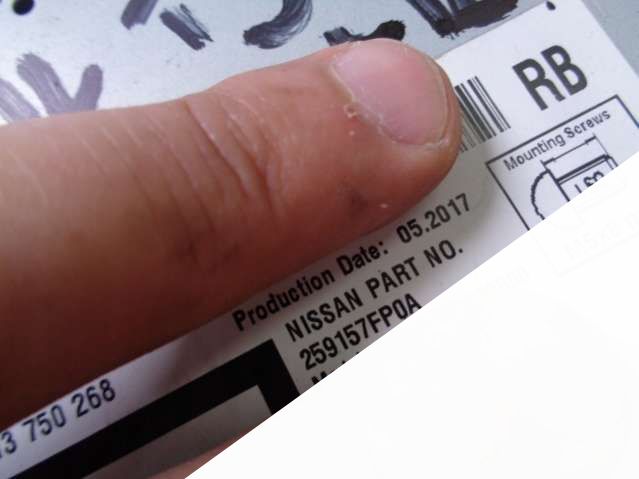 RB
Mounting Screws
Production Date: 05.2017
NISSAN PART NO.
259157FP0A
3 750 268